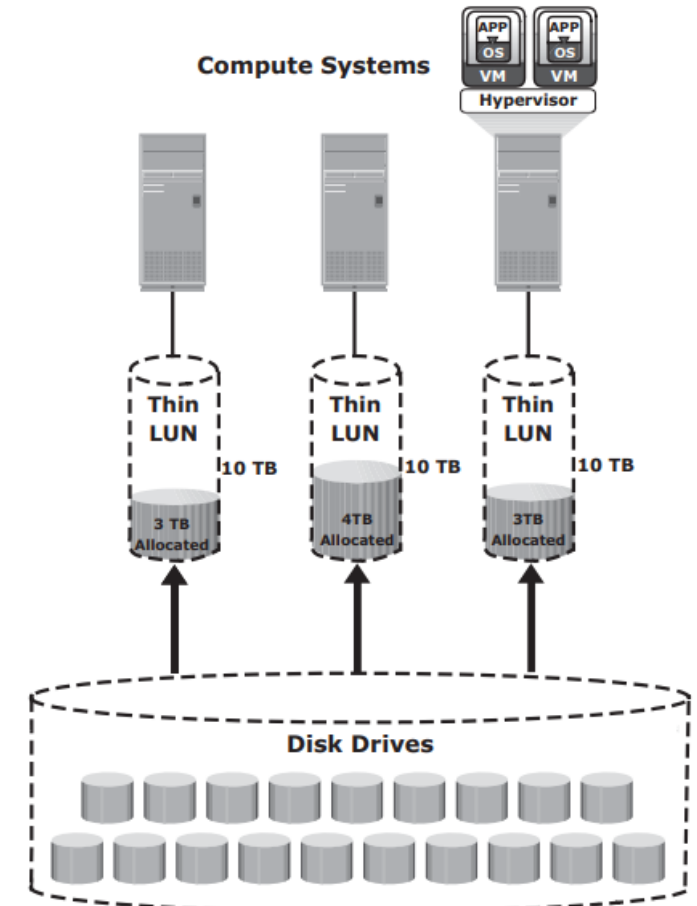 APP
OS
VM
APP
OS
VM
Compute Systems
Hypervisor
Thin
LUN
10 TB
3 TB
Allocated
Thin
LUN
10 TB
4TB
Allocated
Thin
LUN
10 TB
3TB
Allocated
Disk Drives